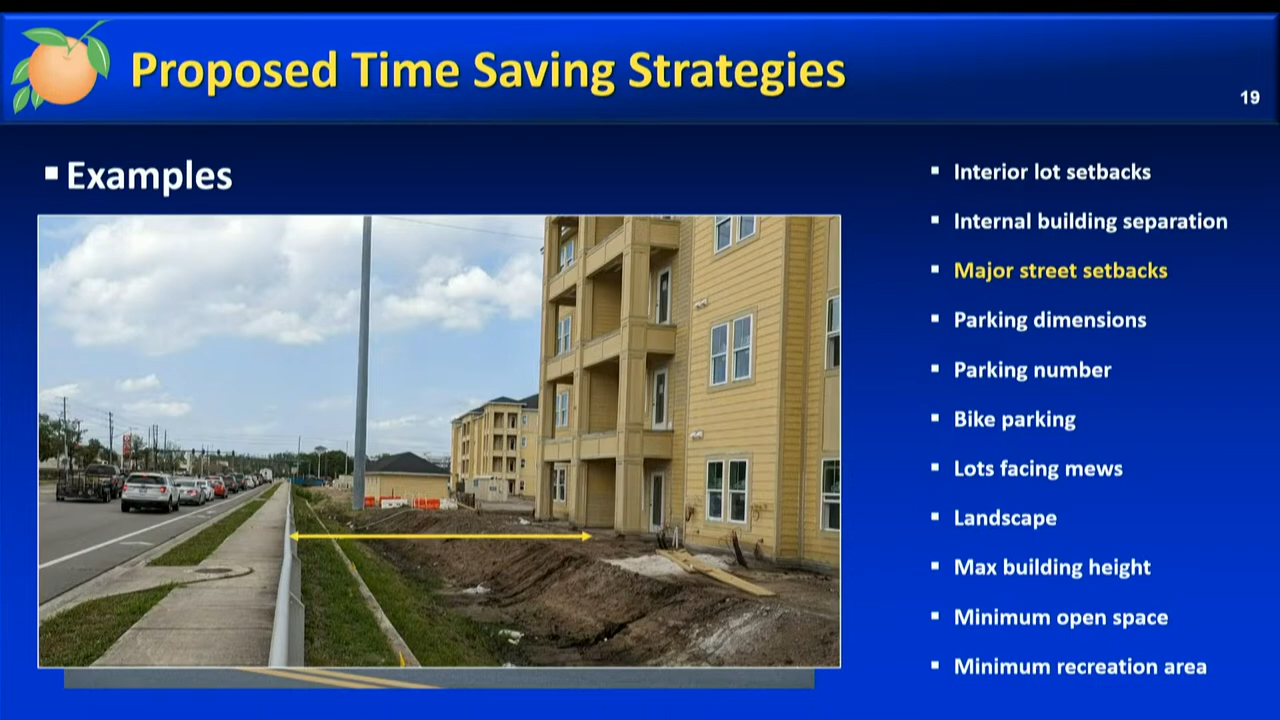 Proposed Time Saving Strategies
19
▪ Examples
▪ Interior lot setbacks
▪ Internal building separation
▪ Major street setbacks
▪ Parking dimensions
▪ Parking number
▪ Bike parking
▪ Lots facing mews
▪ Landscape
▪ Max building height
▪ Minimum open space
▪ Minimum recreation area